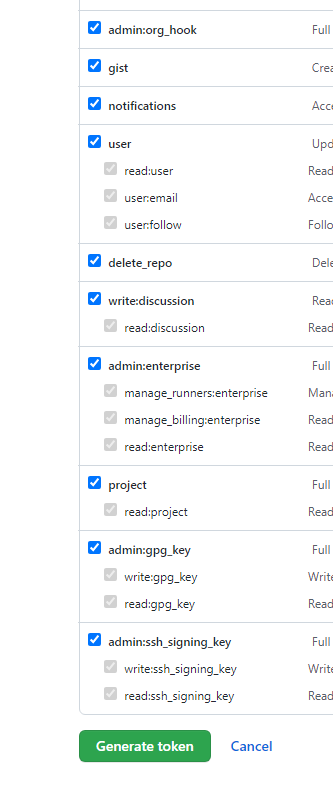 admin:org_hook Full
gist Crea
notifications Acce
user Upd
read:user Read
user:email Acce
user:follow Follo
delete_repo Dele
write:discussion Read
read:discussion Read
admin:enterprise Full
manage_runners:enterprise Mana
manage_billing:enterprise Read
read:enterprise Read
project Full
read:project Read
admin:gpg_key Full
write:gpg_key Write
read:gpg_key Read
admin:ssh_signing_key Full
write:ssh_signing_key Write
read:ssh_signing_key Read
Generate token Cancel